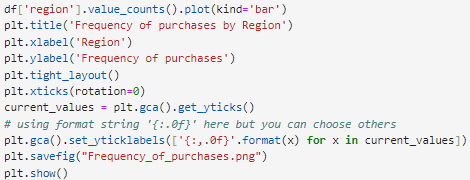 df['region'].value_counts().plot(kind='bar')
plt.title('Frequency of purchases by Region')
plt.xlabel('Region')
plt.ylabel('Frequency of purchases')
plt.tight_layout()
plt.xticks(rotation=0)
current_values = plt.gca().get_yticks()
# using format string '{:.0f}' here but you can choose others
plt.gca().set_yticklabels(['{:,.0f}'.format(x) for x in current_values])
plt.savefig("Frequency_of_purchases.png")
plt.show()